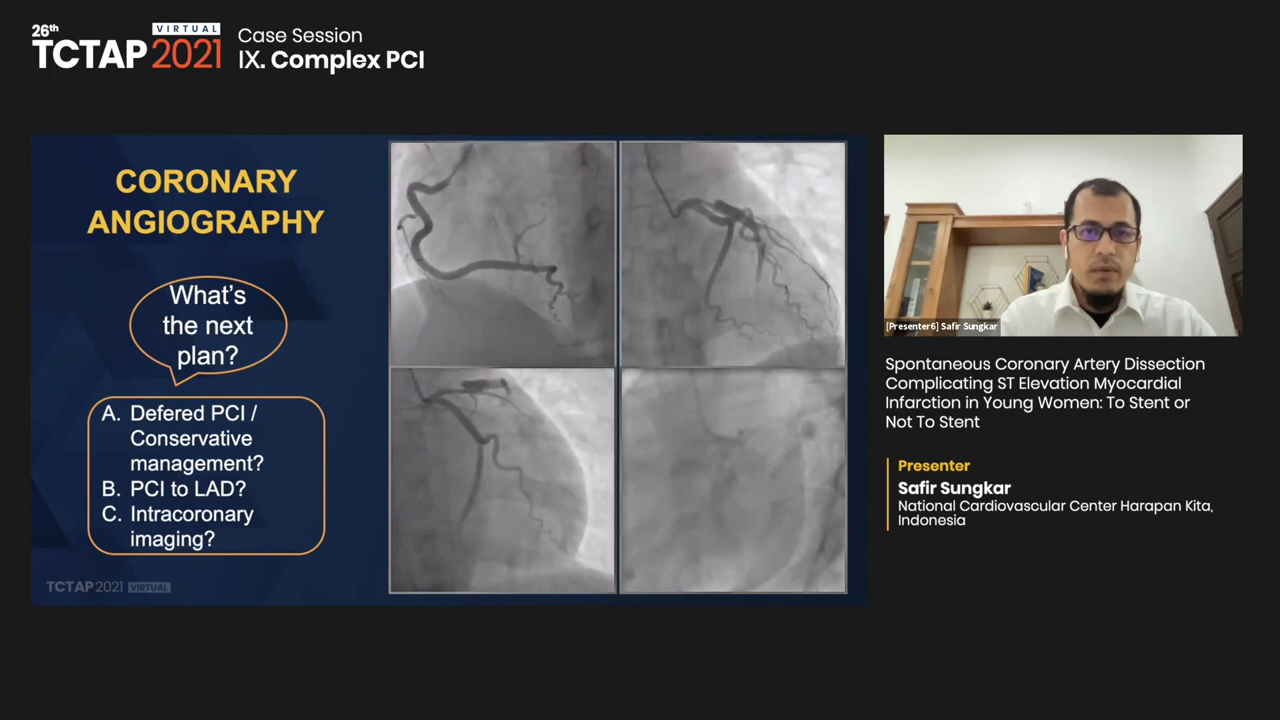 26th
VIRTUAL
TCTAP 2021
Case Session
IX. Complex PCI
CORONARY
ANGIOGRAPHY
What's
the next
plan?
A. Defered PCI /
Conservative
management?
B. PCI to LAD?
C. Intracoronary
imaging?
TCTAP 2021 VIRTUAL
[Presenter6] Safir Sungkar
Spontaneous Coronary Artery Dissection
Complicating ST Elevation Myocardial
Infarction in Young Women: To Stent or
Not To Stent
Presenter
Safir Sungkar
National Cardiovascular Center Harapan Kita,
Indonesia